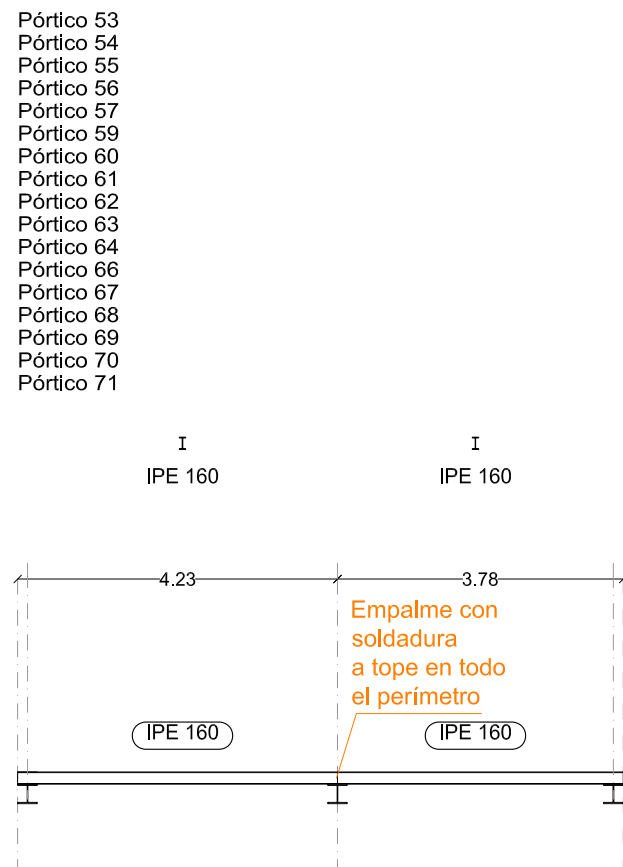 Pórtico 53
Pórtico 54
Pórtico 55
Pórtico 56
Pórtico 57
Pórtico 59
Pórtico 60
Pórtico 61
Pórtico 62
Pórtico 63
Pórtico 64
Pórtico 66
Pórtico 67
Pórtico 68
Pórtico 69
Pórtico 70
Pórtico 71
IPE 160
IPE 160
4.23
3.78
Empalme con
soldadura
a tope en todo
el perímetro
IPE 160
IPE 160